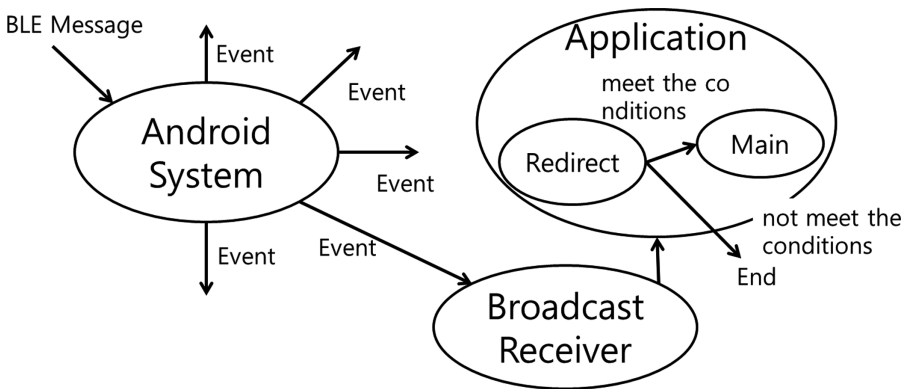 BLE Message
Event
Event
Event
Event
Event
Android
System
Application
meet the co
nditions
Redirect
Main
not meet the
conditions
End
Broadcast
Receiver